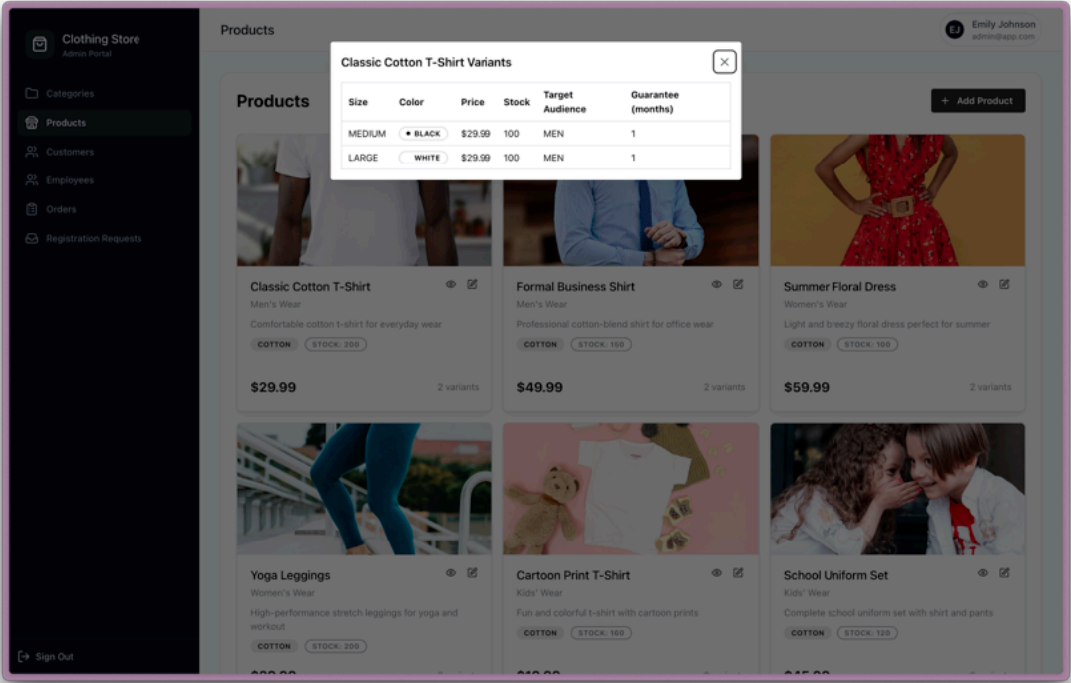 Clothing Store
Admin Portal
Categories
Products
Customers
Employees
Orders
Registration Requests
Sign Out
Products
EJ
Emily Johnson
admin@app.com
Classic Cotton T-Shirt Variants
Size Color Price Stock Target Audience Guarantee (months)
MEDIUM BLACK $29.99 100 MEN 1
LARGE WHITE $29.99 100 MEN 1
Products
+ Add Product
Classic Cotton T-Shirt
Men's Wear
Comfortable cotton t-shirt for everyday wear
COTTON STOCK: 200
$29.99 2 variants
Formal Business Shirt
Men's Wear
Professional cotton-blend shirt for office wear
COTTON STOCK: 150
$49.99 2 variants
Summer Floral Dress
Women's Wear
Light and breezy floral dress perfect for summer
COTTON STOCK: 100
$59.99 2 variants
Yoga Leggings
Women's Wear
High-performance stretch leggings for yoga and
workout
COTTON STOCK: 200
Cartoon Print T-Shirt
Kids' Wear
Fun and colorful t-shirt with cartoon prints
COTTON STOCK: 160
School Uniform Set
Kids' Wear
Complete school uniform set with shirt and pants
COTTON STOCK: 120